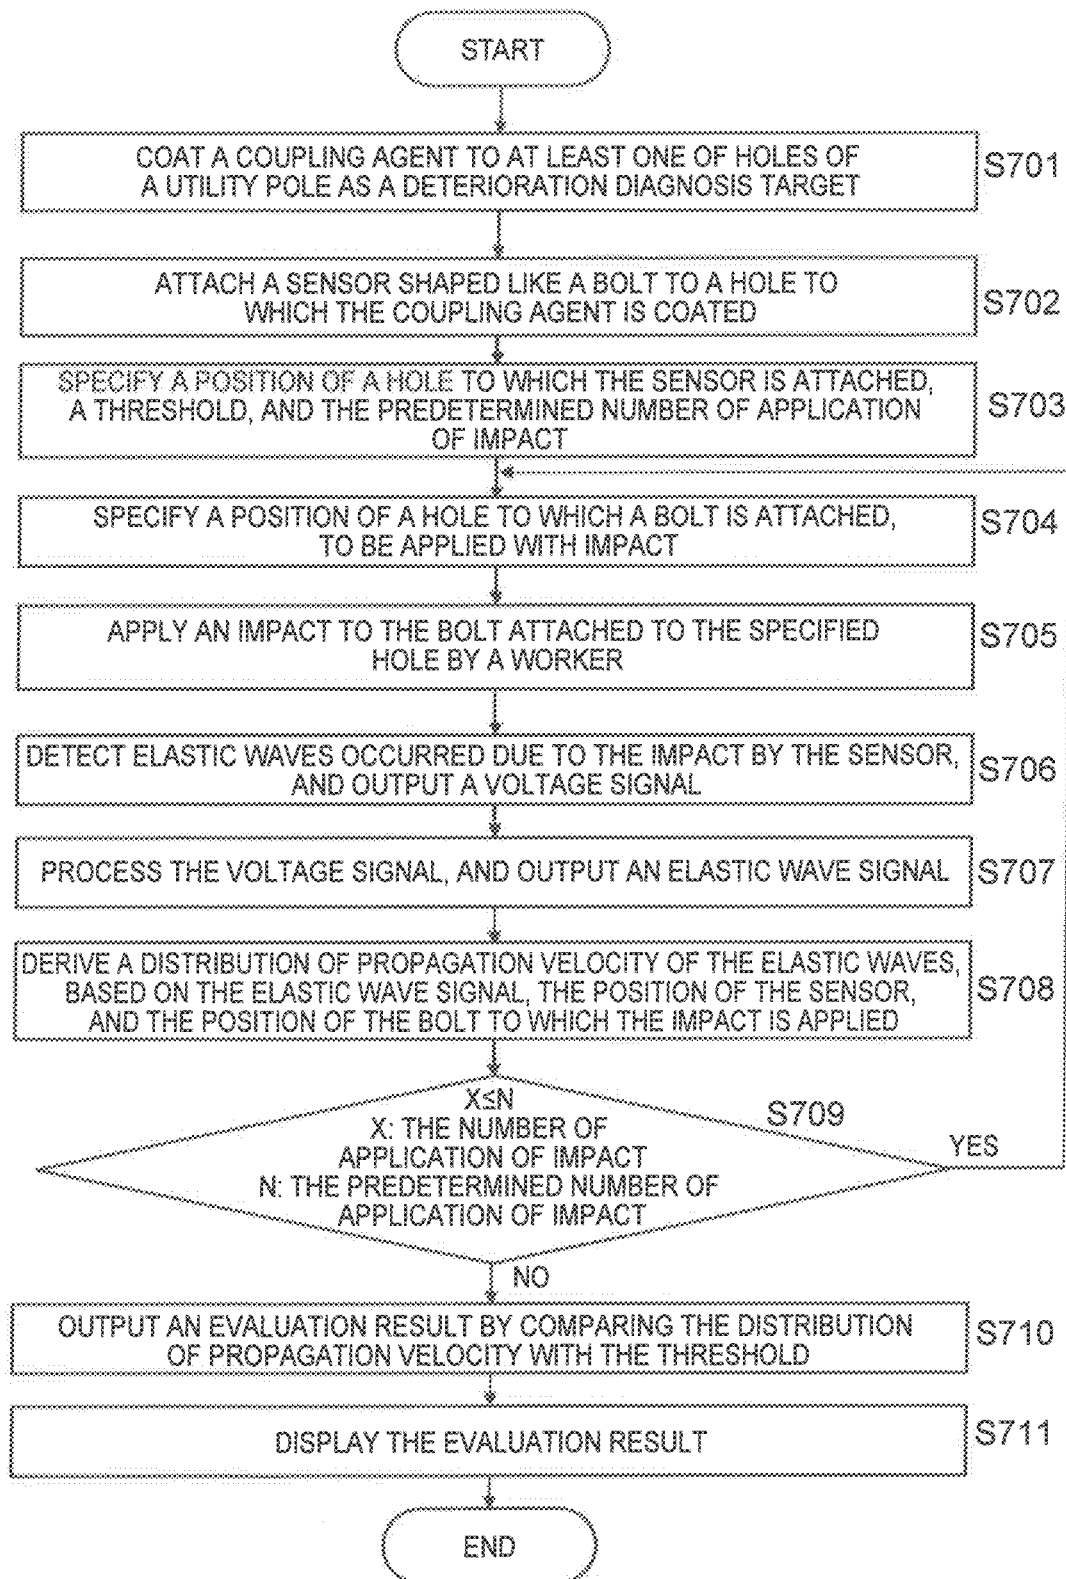 START
COAT A COUPLING AGENT TO AT LEAST ONE OF HOLES OF
A UTILITY POLE AS A DETERIORATION DIAGNOSIS TARGET
S701
ATTACH A SENSOR SHAPED LIKE A BOLT TO A HOLE TO
WHICH THE COUPLING AGENT IS COATED
S702
SPECIFY A POSITION OF A HOLE TO WHICH THE SENSOR IS ATTACHED,
A THRESHOLD, AND THE PREDETERMINED NUMBER OF APPLICATION
OF IMPACT
S703
SPECIFY A POSITION OF A HOLE TO WHICH A BOLT IS ATTACHED,
TO BE APPLIED WITH IMPACT
S704
APPLY AN IMPACT TO THE BOLT ATTACHED TO THE SPECIFIED
HOLE BY A WORKER
S705
DETECT ELASTIC WAVES OCCURRED DUE TO THE IMPACT BY THE SENSOR,
AND OUTPUT A VOLTAGE SIGNAL
S706
PROCESS THE VOLTAGE SIGNAL, AND OUTPUT AN ELASTIC WAVE SIGNAL
S707
DERIVE A DISTRIBUTION OF PROPAGATION VELOCITY OF THE ELASTIC WAVES,
BASED ON THE ELASTIC WAVE SIGNAL, THE POSITION OF THE SENSOR,
AND THE POSITION OF THE BOLT TO WHICH THE IMPACT IS APPLIED
S708
X≤N
X: THE NUMBER OF
APPLICATION OF IMPACT
N: THE PREDETERMINED NUMBER OF
APPLICATION OF IMPACT
S709
YES
NO
OUTPUT AN EVALUATION RESULT BY COMPARING THE DISTRIBUTION
OF PROPAGATION VELOCITY WITH THE THRESHOLD
S710
DISPLAY THE EVALUATION RESULT
S711
END